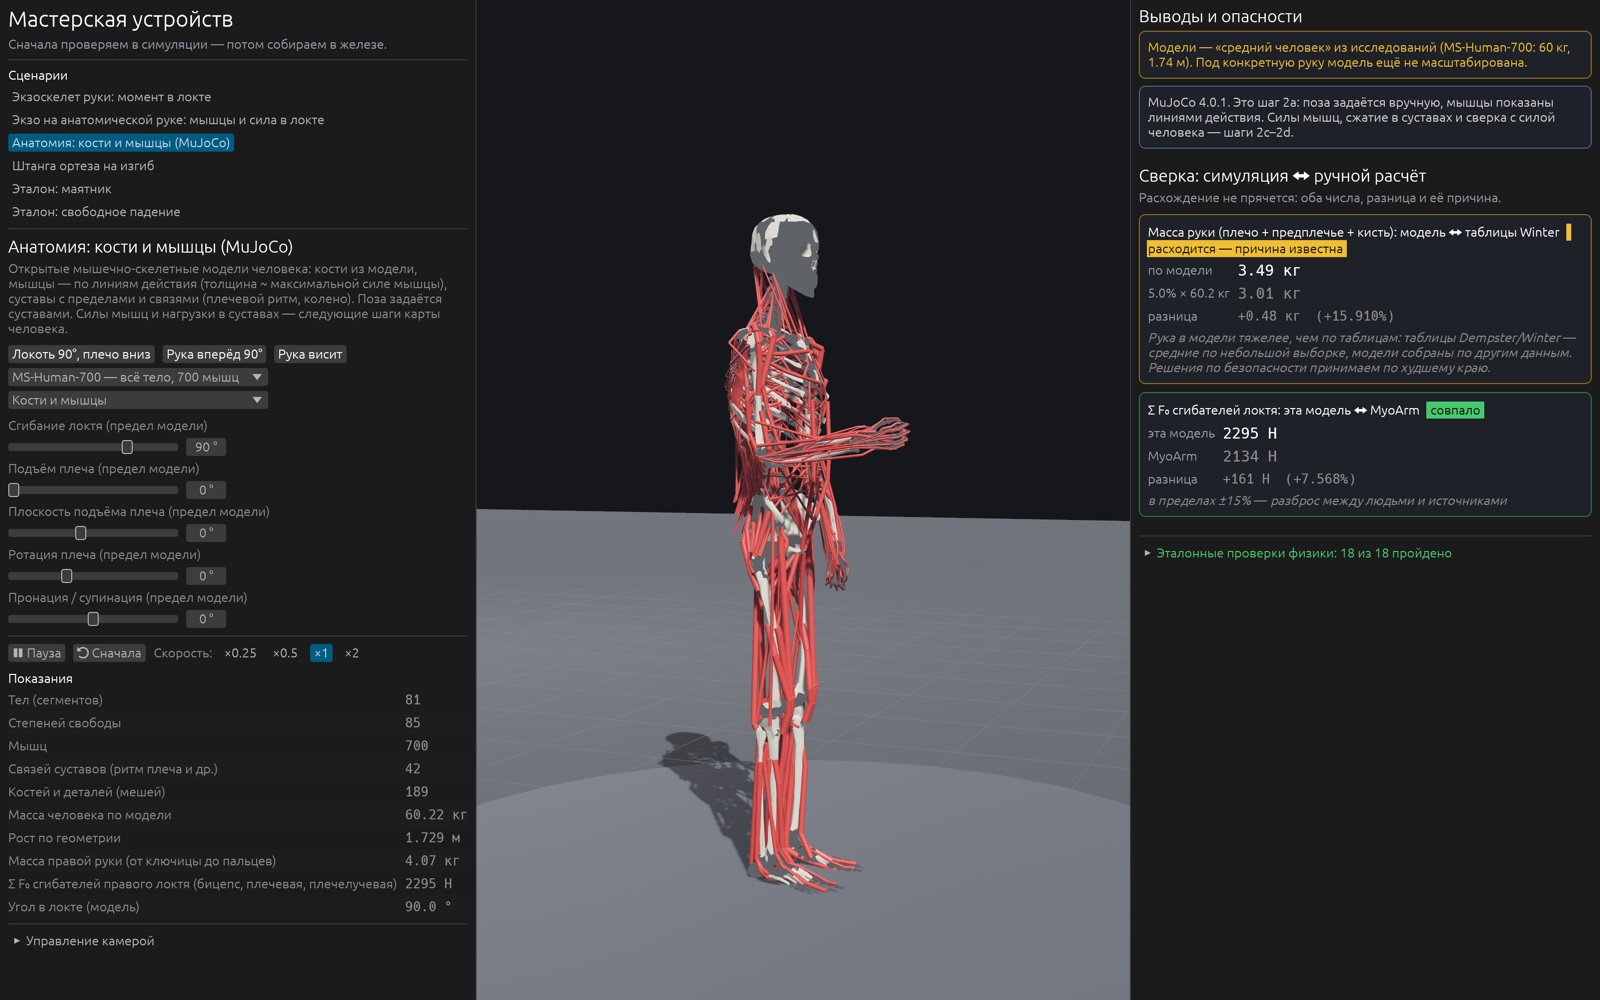 Мастерская устройств
Сначала проверяем в симуляции — потом собираем в железе.
Сценарии
Экзоскелет руки: момент в локте
Экзо на анатомической руке: мышцы и сила в локте
Анатомия: кости и мышцы (MuJoCo)
Штанга ортеза на изгиб
Эталон: маятник
Эталон: свободное падение
Анатомия: кости и мышцы (MuJoCo)
Открытые мышечно-скелетные модели человека: кости из модели,
мышцы — по линиям действия (толщина ~ максимальной силе мышцы),
суставы с пределами и связями (плечевой ритм, колено). Поза задаётся
суставами. Силы мышц и нагрузки в суставах — следующие шаги карты
человека.
Локоть 90°, плечо вниз Рука вперёд 90° Рука висит
MS-Human-700 — всё тело, 700 мышц
Кости и мышцы
Сгибание локтя (предел модели)
90 °
Подъём плеча (предел модели)
0 °
Плоскость подъёма плеча (предел модели)
0 °
Ротация плеча (предел модели)
0 °
Пронация / супинация (предел модели)
0 °
Пауза Сначала Скорость: ×0.25 ×0.5 ×1 ×2
Показания
Тел (сегментов) 81
Степеней свободы 85
Мышц 700
Связей суставов (ритм плеча и др.) 42
Костей и деталей (мешей) 189
Масса человека по модели 60.22 кг
Рост по геометрии 1.729 м
Масса правой руки (от ключицы до пальцев) 4.07 кг
Σ F₀ сгибателей правого локтя (бицепс, плечевая, плечелучевая) 2295 Н
Угол в локте (модель) 90.0 °
Управление камерой
Выводы и опасности
Модели — «средний человек» из исследований (MS-Human-700: 60 кг,
1.74 м). Под конкретную руку модель ещё не масштабирована.
MuJoCo 4.0.1. Это шаг 2a: поза задаётся вручную, мышцы показаны
линиями действия. Силы мышц, сжатие в суставах и сверка с силой
человека — шаги 2c–2d.
Сверка: симуляция ⬌ ручной расчёт
Расхождение не прячется: оба числа, разница и её причина.
Масса руки (плечо + предплечье + кисть): модель ⬌ таблицы Winter
расходится — причина известна
по модели 3.49 кг
5.0% × 60.2 кг 3.01 кг
разница +0.48 кг (+15.910%)
Рука в модели тяжелее, чем по таблицам: таблицы Dempster/Winter —
средние по небольшой выборке, модели собраны по другим данным.
Решения по безопасности принимаем по худшему краю.
Σ F₀ сгибателей локтя: эта модель ⬌ MyoArm совпало
эта модель 2295 Н
MyoArm 2134 Н
разница +161 Н (+7.568%)
в пределах ±15% — разброс между людьми и источниками
Эталонные проверки физики: 18 из 18 пройдено